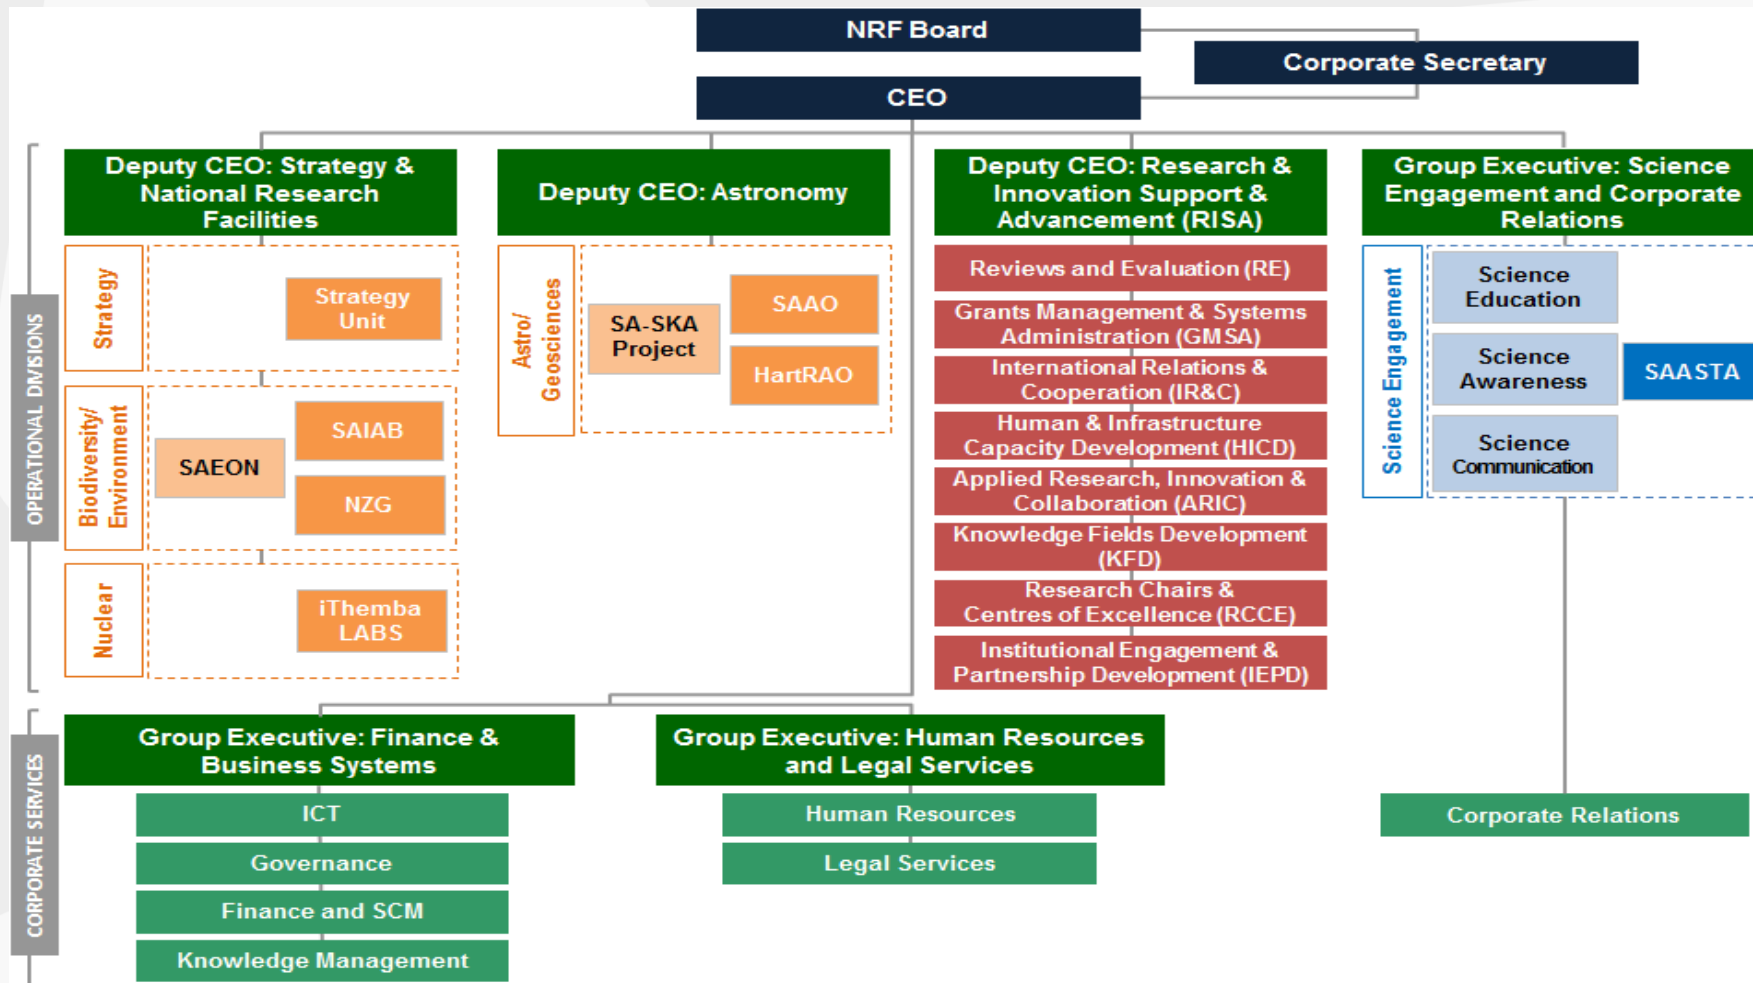 NRF Board
Corporate Secretary
CEO
OPERATIONAL DIVISIONS
Deputy CEO: Strategy &
National Research
Facilities
Strategy
Strategy
Unit
Biodiversity/
Environment
SAEON
SAIAB
NZG
Nuclear
iThemba
LABS
Deputy CEO: Astronomy
Astro/
Geosciences
SA-SKA
Project
SAAO
HartRAO
Deputy CEO: Research &
Innovation Support &
Advancement (RISA)
Reviews and Evaluation (RE)
Grants Management & Systems
Administration (GMSA)
International Relations &
Cooperation (IR&C)
Human & Infrastructure
Capacity Development (HICD)
Applied Research, Innovation &
Collaboration (ARIC)
Knowledge Fields Development
(KFD)
Research Chairs &
Centres of Excellence (RCCE)
Institutional Engagement &
Partnership Development (IEPD)
Group Executive: Science
Engagement and Corporate
Relations
Science Engagement
Science
Education
Science
Awareness
Science
Communication
SAASTA
CORPORATE SERVICES
Group Executive: Finance &
Business Systems
ICT
Governance
Finance and SCM
Knowledge Management
Group Executive: Human Resources
and Legal Services
Human Resources
Legal Services
Corporate Relations